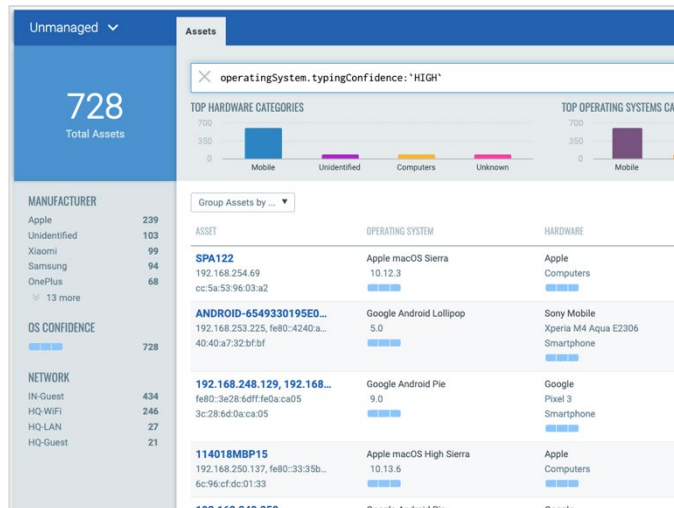 Unmanaged
Assets
728
Total Assets
operatingSystem.typingConfidence:`HIGH`
TOP HARDWARE CATEGORIES
700
350
0
Mobile
Unidentified
Computers
Unknown
TOP OPERATING SYSTEMS CA
700
350
0
Mobile
MANUFACTURER
Apple 239
Unidentified 103
Xiaomi 99
Samsung 94
OnePlus 68
13 more
OS CONFIDENCE
728
NETWORK
IN-Guest 434
HQ-WiFi 246
HQ-LAN 27
HQ-Guest 21
Group Assets by ...
ASSET OPERATING SYSTEM HARDWARE
SPA122 Apple macOS Sierra Apple
192.168.254.69 10.12.3 Computers
cc:5a:53:96:03:a2
ANDROID-6549330195E0... Google Android Lollipop Sony Mobile
192.168.253.225, fe80::4240:a... 5.0 Xperia M4 Aqua E2306
40:40:a7:32:bf:bf Smartphone
192.168.248.129, 192.168... Google Android Pie Google
fe80::3e28:6dff:fe0a:ca05 9.0 Pixel 3
3c:28:6d:0a:ca:05 Smartphone
114018MBP15 Apple macOS High Sierra Apple
192.168.250.137, fe80::33:35b... 10.13.6 Computers
6c:96:cf:dc:01:33